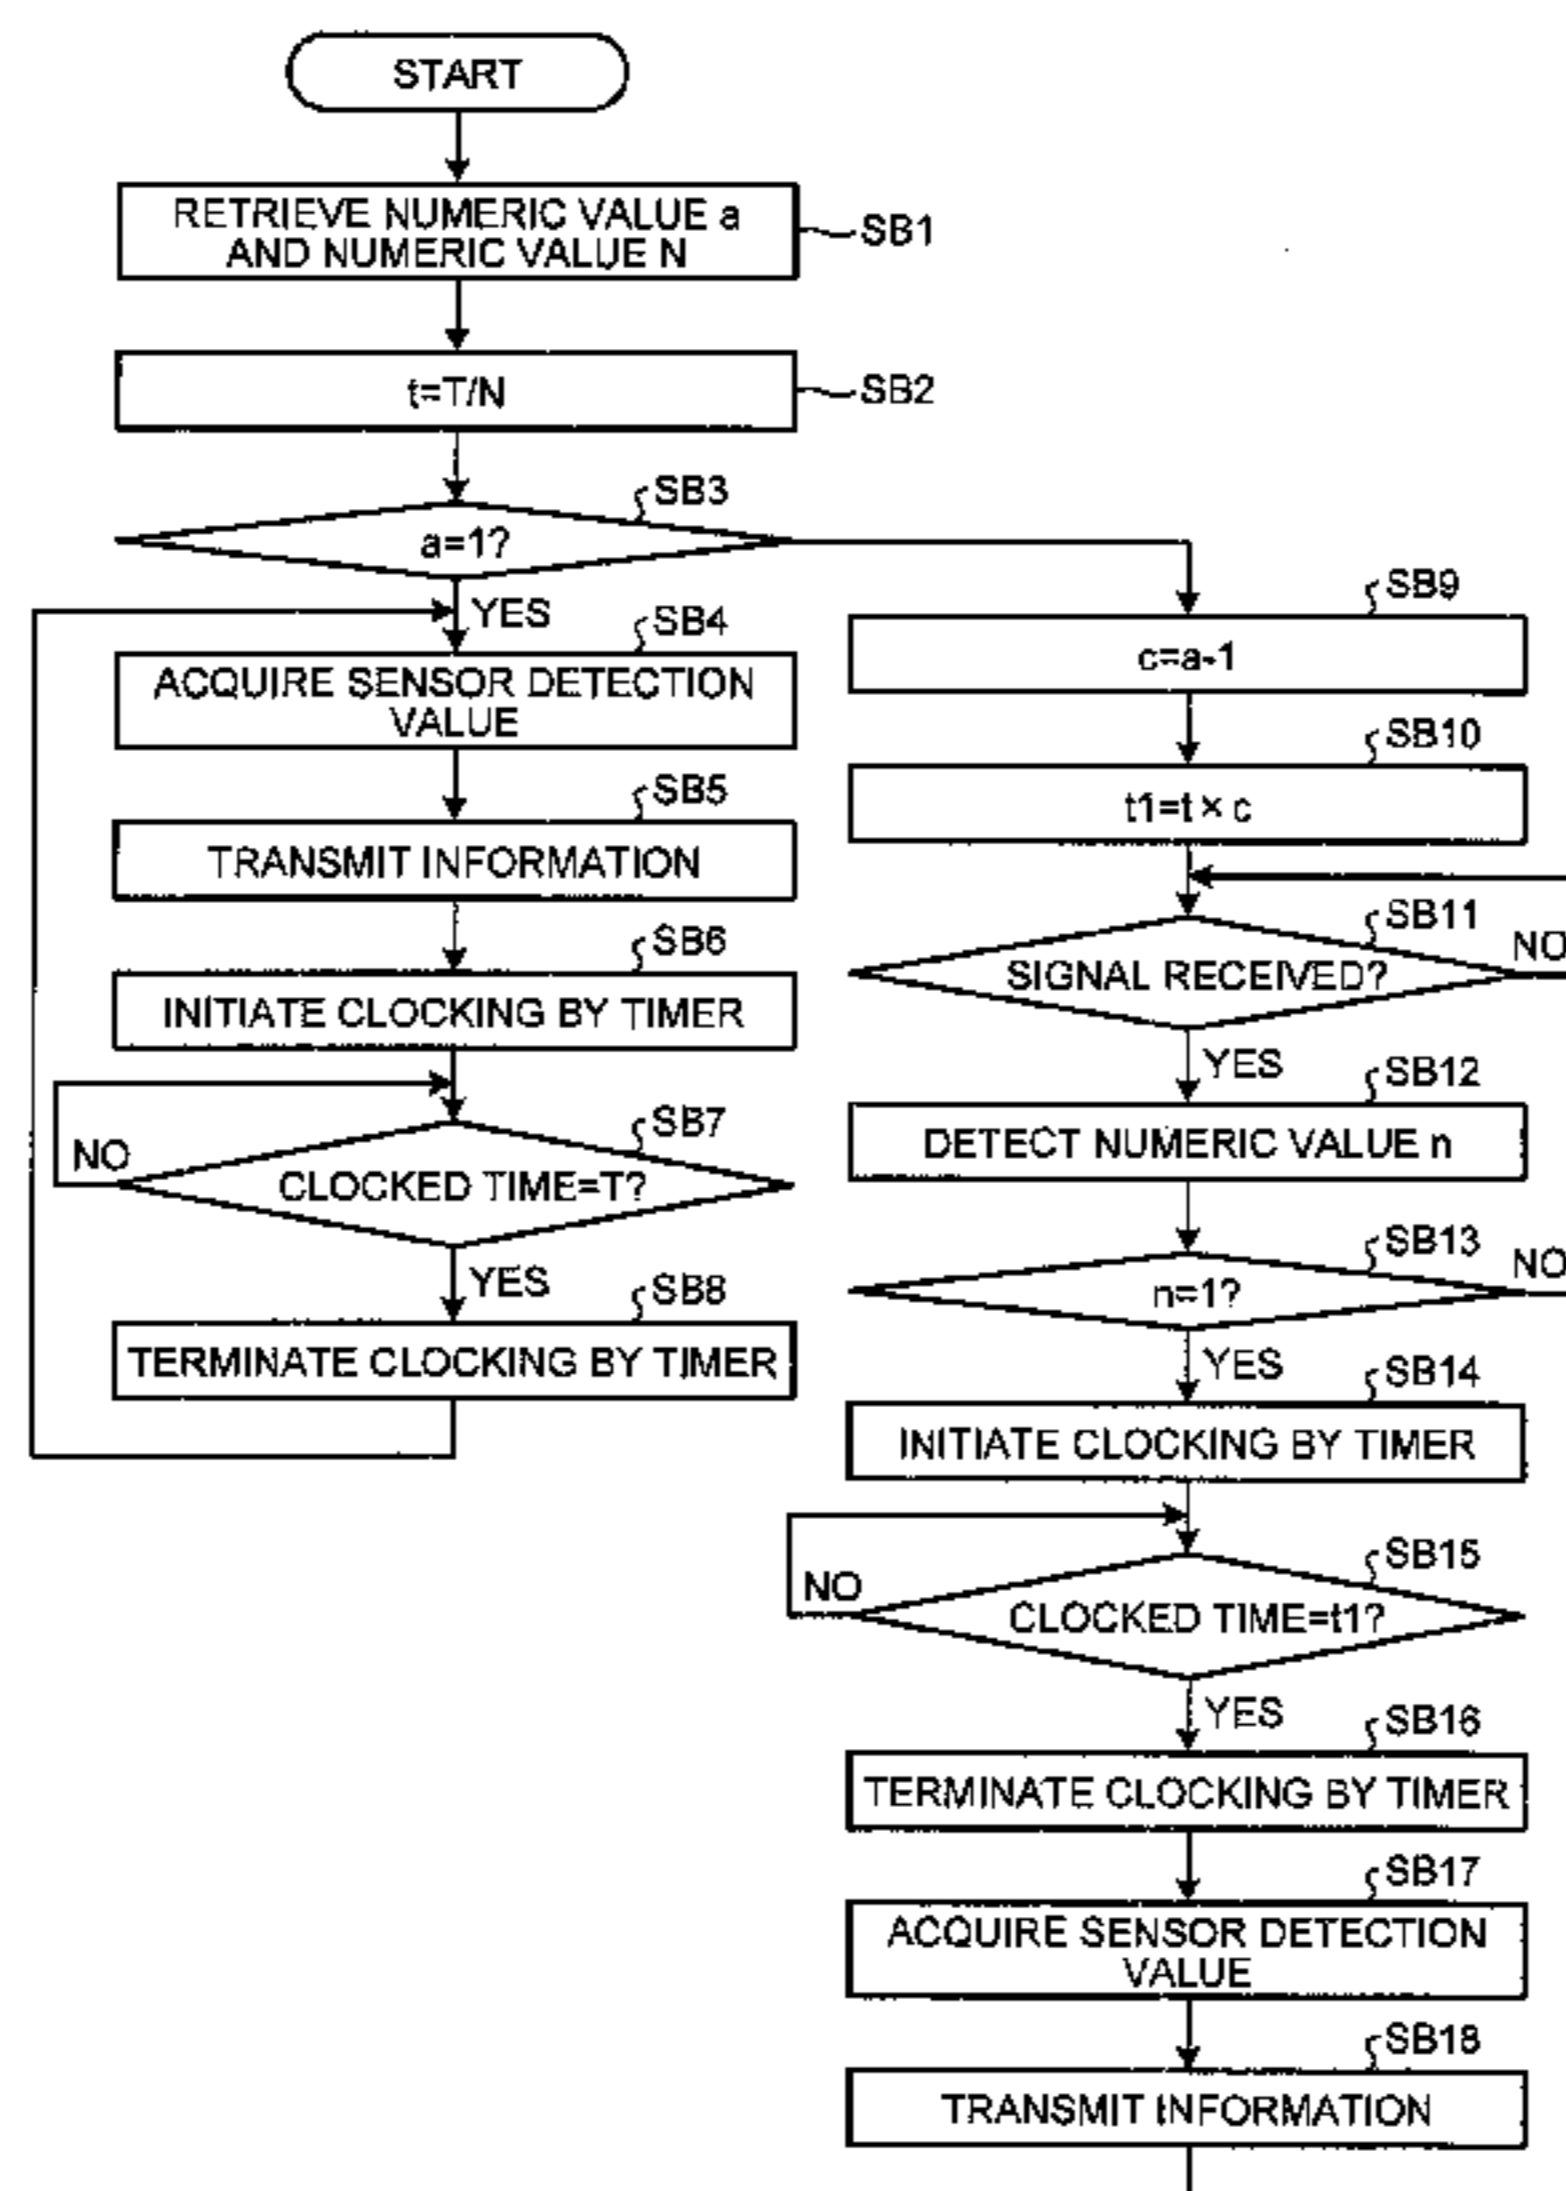 START
RETRIEVE NUMERIC VALUE a
AND NUMERIC VALUE N
SB1
t=T/N
SB2
SB3
a=1?
YES
SB4
ACQUIRE SENSOR DETECTION
VALUE
SB5
TRANSMIT INFORMATION
SB6
INITIATE CLOCKING BY TIMER
SB7
NO
CLOCKED TIME=T?
YES
SB8
TERMINATE CLOCKING BY TIMER
SB9
c=a-1
SB10
t1=t×c
SB11
NO
SIGNAL RECEIVED?
YES
SB12
DETECT NUMERIC VALUE n
SB13
NO
n=1?
YES
SB14
INITIATE CLOCKING BY TIMER
SB15
NO
CLOCKED TIME=t1?
YES
SB16
TERMINATE CLOCKING BY TIMER
SB17
ACQUIRE SENSOR DETECTION
VALUE
SB18
TRANSMIT INFORMATION